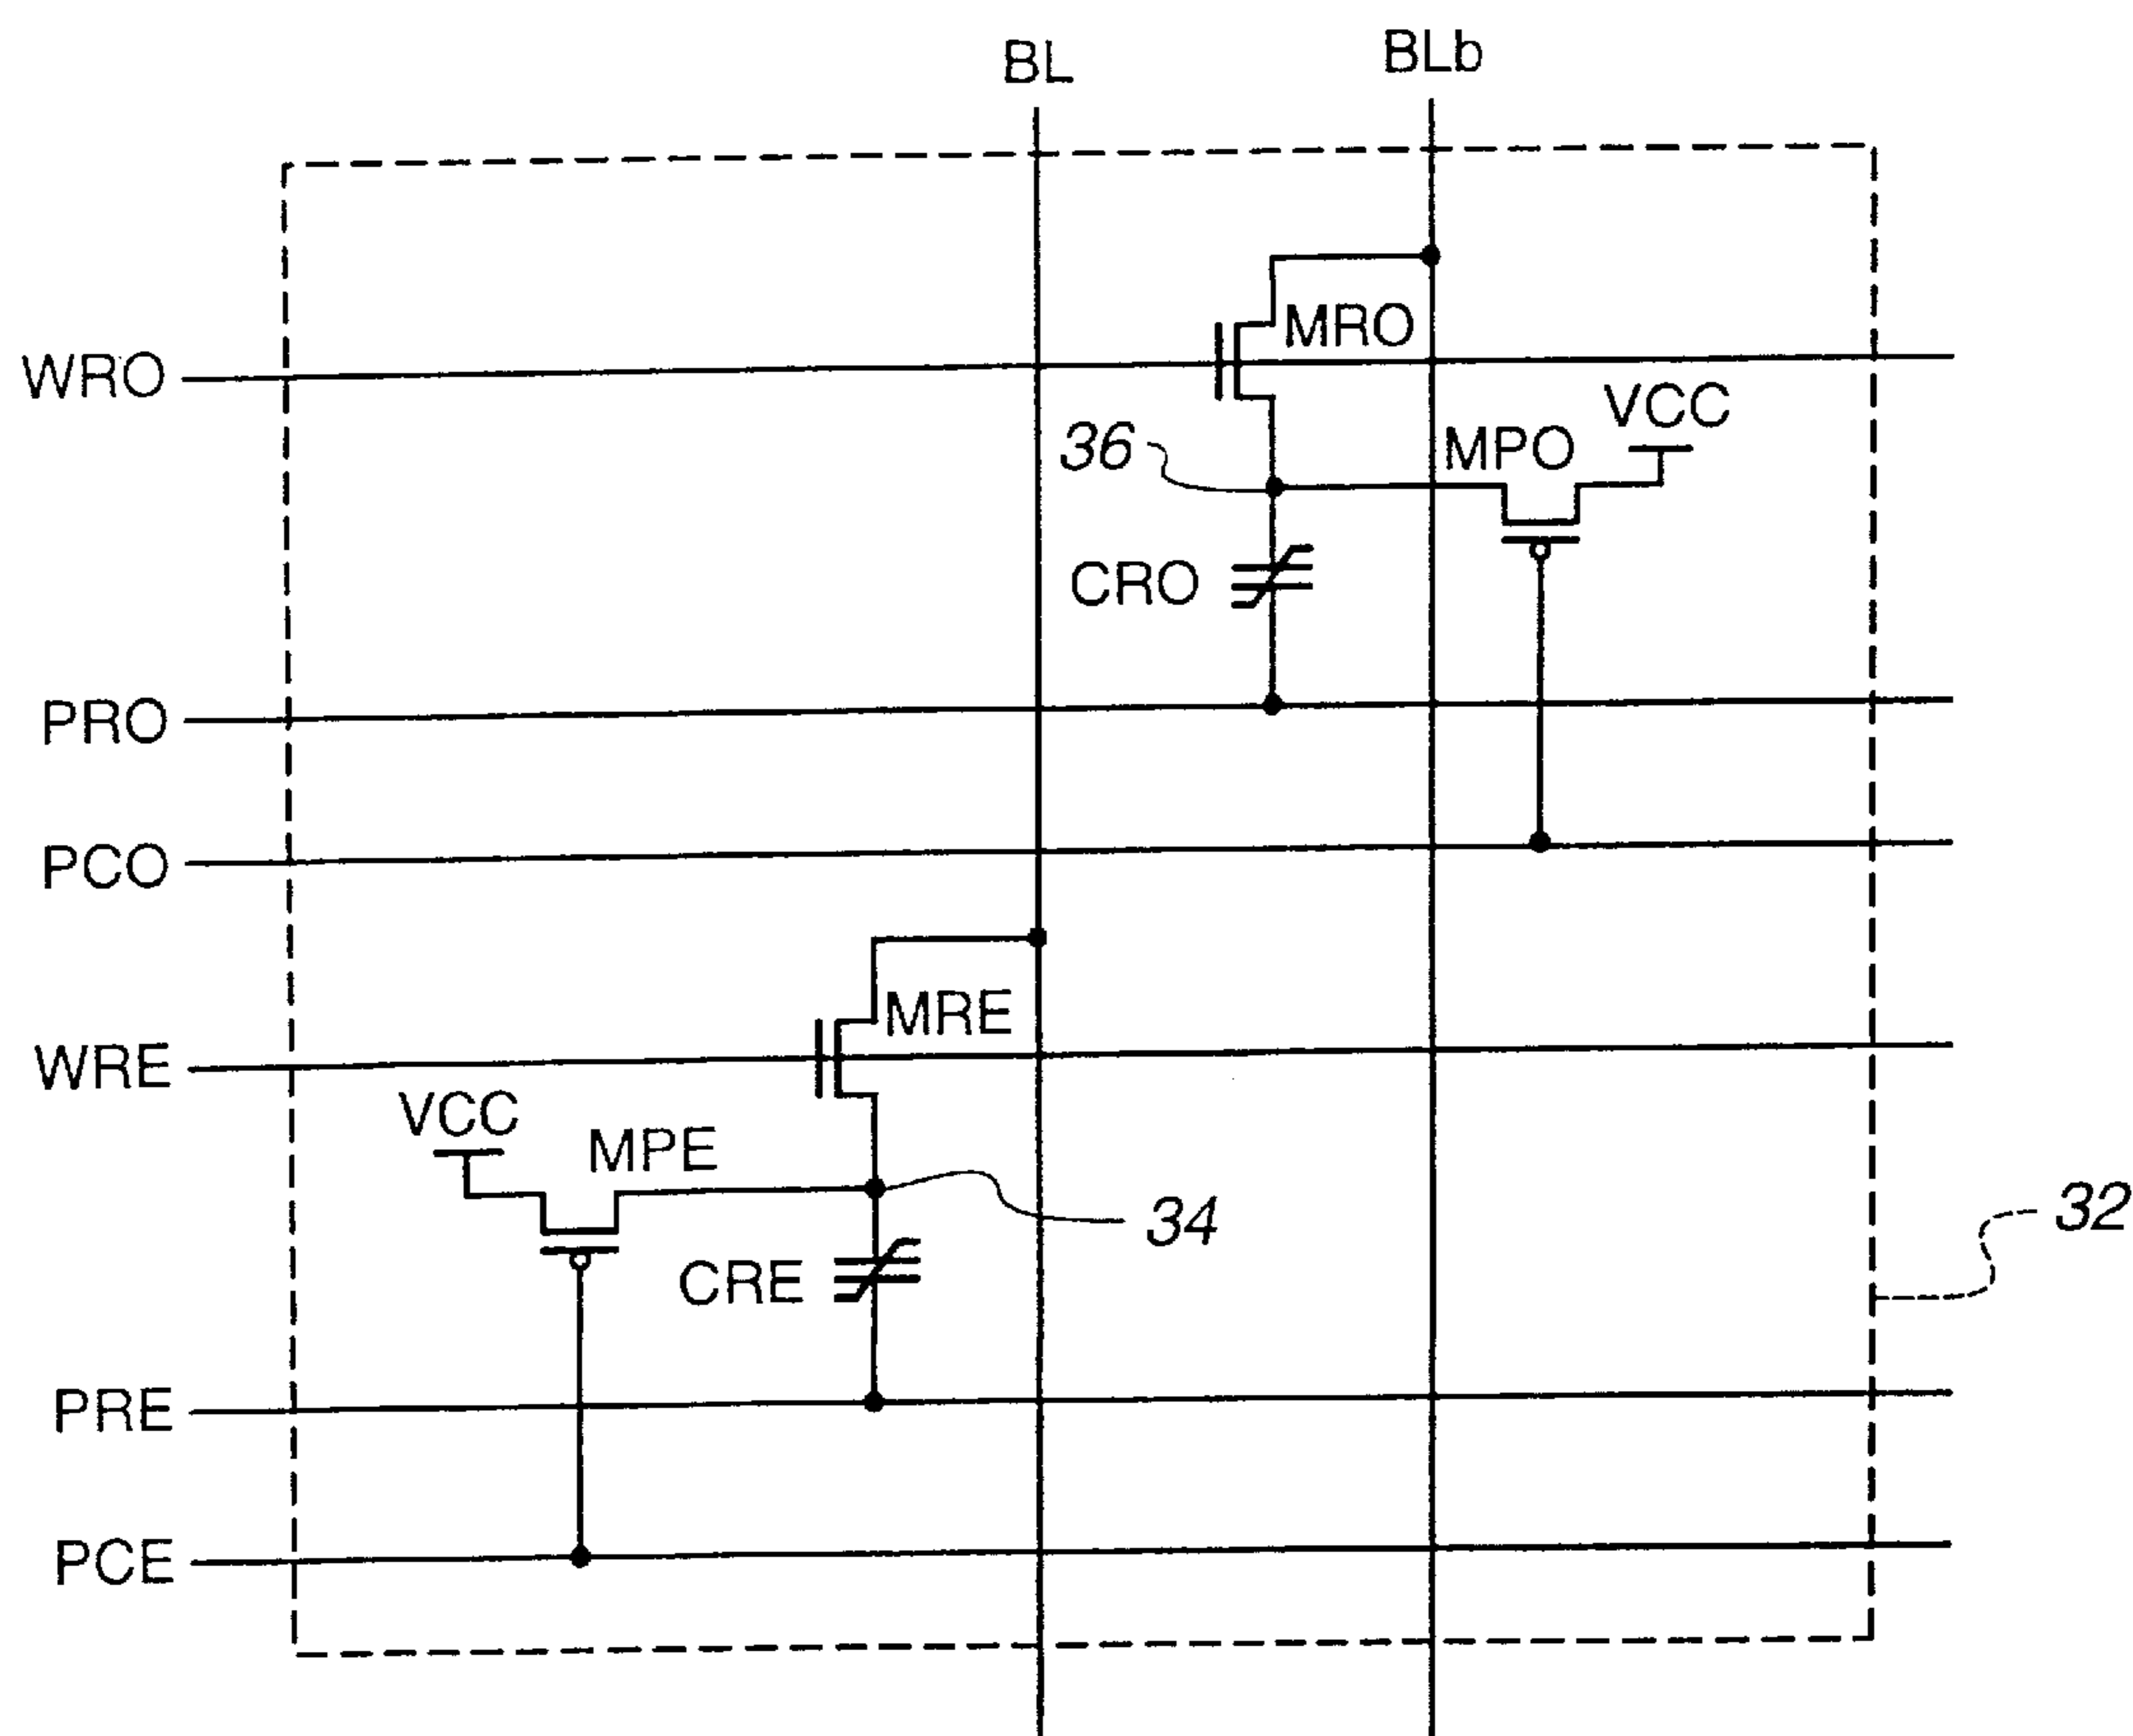 BL
BLb
WRO
MRO
VCC
36
MPO
CRO
PRO
PCO
MRE
WRE
VCC
MPE
34
32
CRE
PRE
PCE